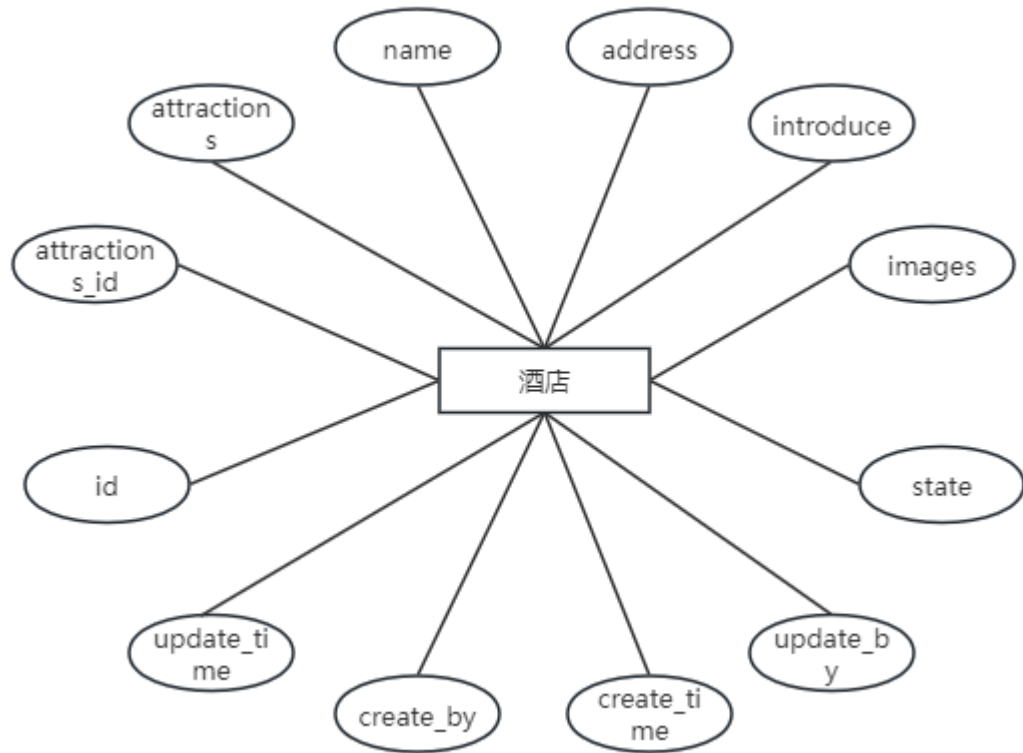 name
address
attraction
s
introduce
attraction
s_id
images
酒店
id
state
update_ti
me
update_b
y
create_by
create_ti
me